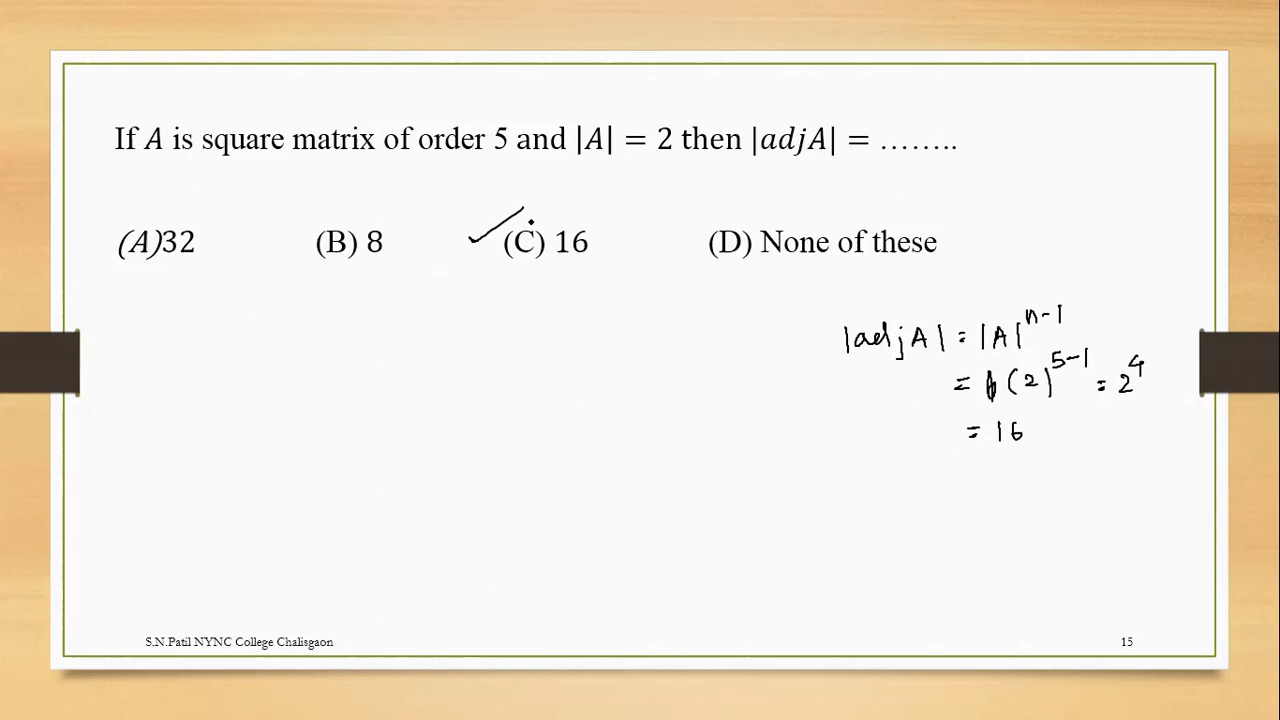 If A is square matrix of order 5 and |A| = 2 then |adjA| = ........
(A)32 (B) 8 (C) 16 (D) None of these
|adjA| = |A|^{n-1}
= (2)^{5-1} = 2^4
= 16
S.N.Patil NYNC College Chalisgaon 15